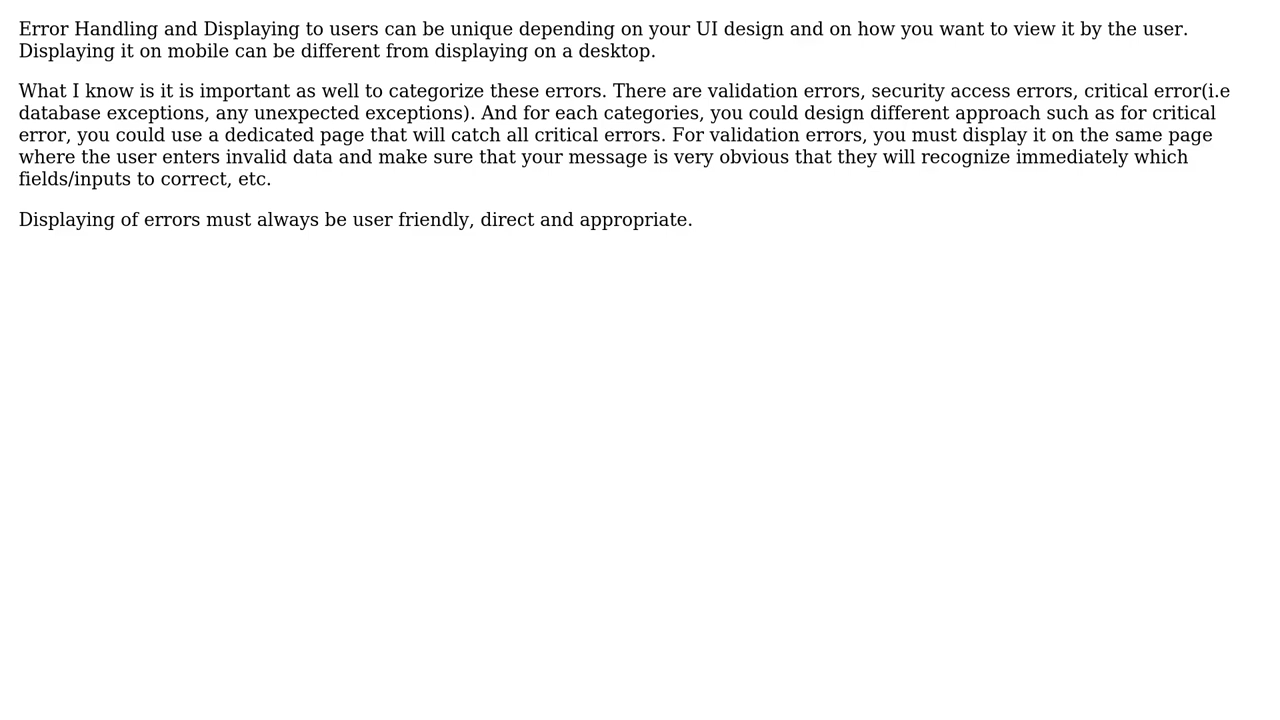 Error Handling and Displaying to users can be unique depending on your UI design and on how you want to view it by the user.
Displaying it on mobile can be different from displaying on a desktop.
What I know is it is important as well to categorize these errors. There are validation errors, security access errors, critical error(i.e
database exceptions, any unexpected exceptions). And for each categories, you could design different approach such as for critical
error, you could use a dedicated page that will catch all critical errors. For validation errors, you must display it on the same page
where the user enters invalid data and make sure that your message is very obvious that they will recognize immediately which
fields/inputs to correct, etc.
Displaying of errors must always be user friendly, direct and appropriate.